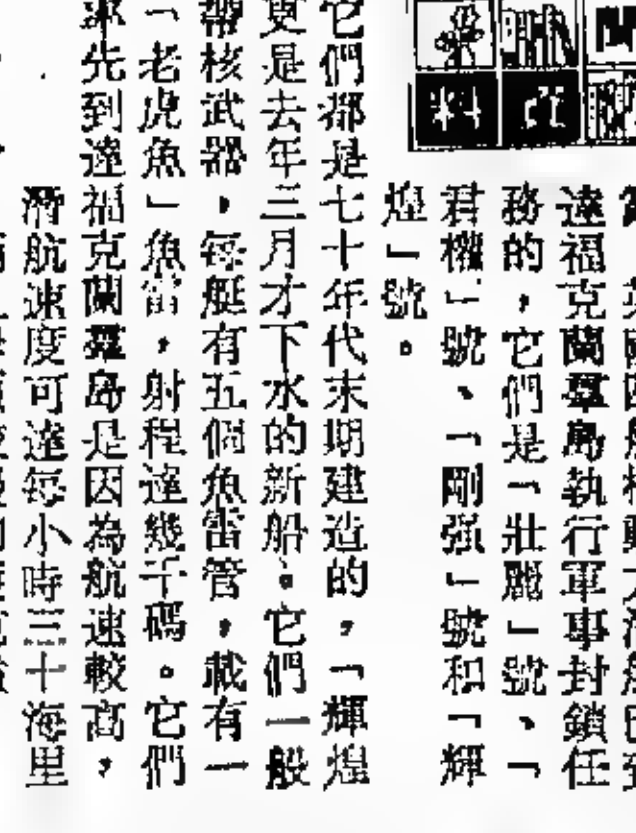 達福克蘭羣島執行軍事封鎖任
務的，它們是「壯麗」號、「
君權」號、「剛强」號和「輝
煌」號。
它們都是七十年代末期建造的，「輝煌
更是去年三月才下水的新船。它們一般
帶核武器，每艇有五個魚雷管，載有一
「老虎魚」魚雷，射程達幾千碼。它們
率先到達福克蘭羣島是因為航速較高，
潛航速度可達每小時三十海里